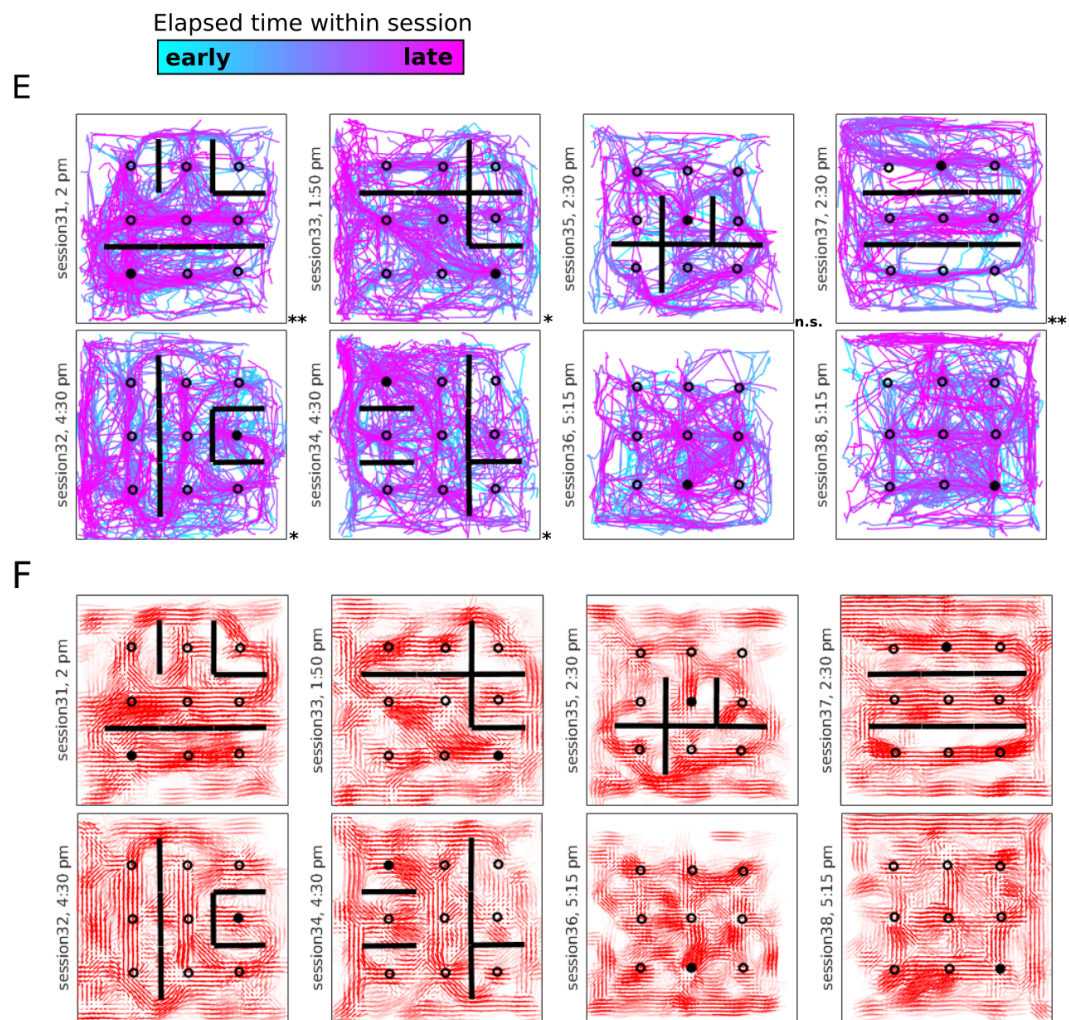 Elapsed time within session
early late
E
session31, 2 pm
**
session33, 1:50 pm
*
session35, 2:30 pm
n.s.
session37, 2:30 pm
**
session32, 4:30 pm
*
session34, 4:30 pm
*
session36, 5:15 pm
session38, 5:15 pm
F
session31, 2 pm
session33, 1:50 pm
session35, 2:30 pm
session37, 2:30 pm
session32, 4:30 pm
session34, 4:30 pm
session36, 5:15 pm
session38, 5:15 pm